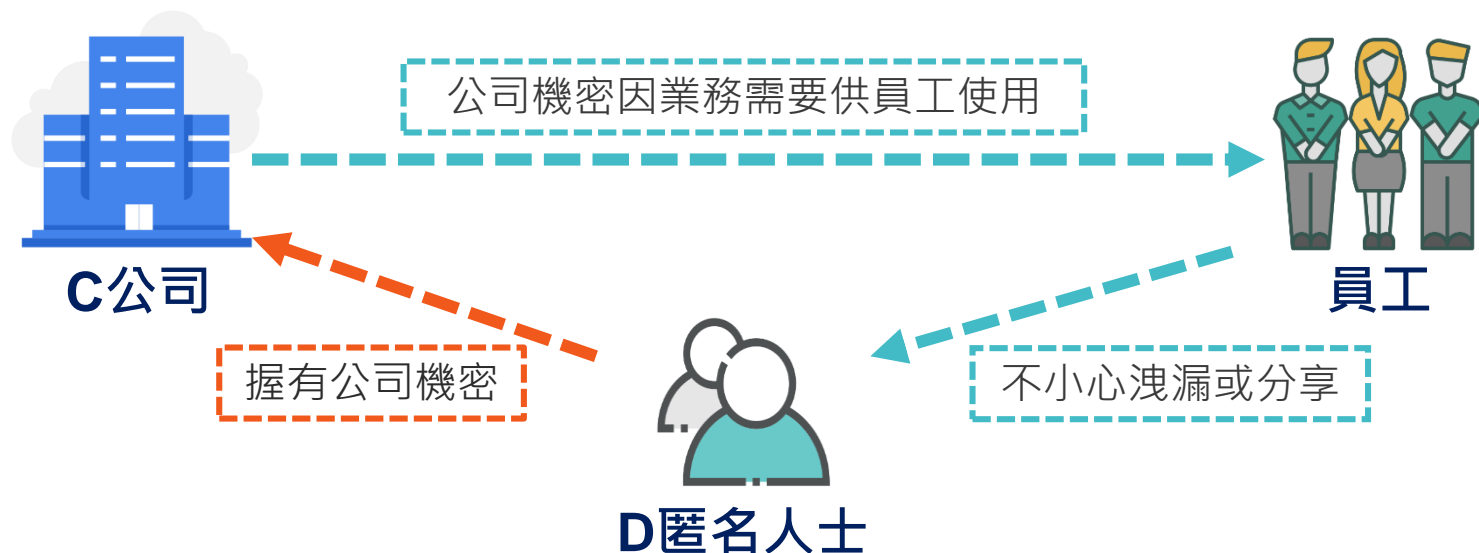 公司機密因業務需要供員工使用
C公司
員工
握有公司機密
不小心洩漏或分享
D匿名人士